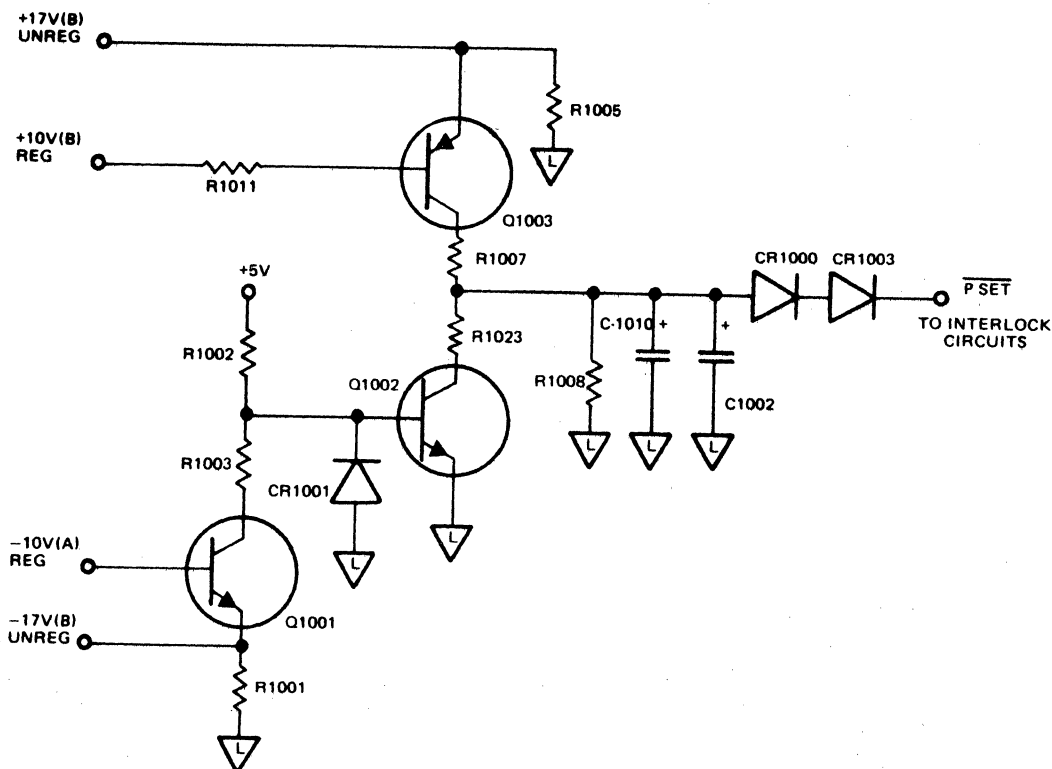 +17V(B)
UNREG
R1005
L
+10V(B)
REG
R1011
Q1003
R1007
+5V
CR1000
CR1003
P SET
TO INTERLOCK
CIRCUITS
R1002
R1023
C-1010 +
+
Q1002
R1008
C1002
R1003
CR1001
L
L
L
L
L
-10V(A)
REG
-17V(B)
UNREG
Q1001
R1001
L